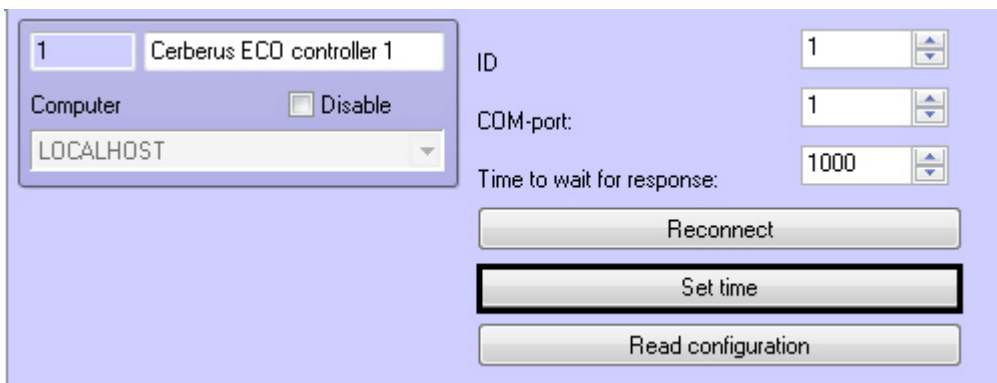 1 Cerberus ECO controller 1
Computer Disable
LOCALHOST
ID 1
COM-port: 1
Time to wait for response: 1000
Reconnect
Set time
Read configuration